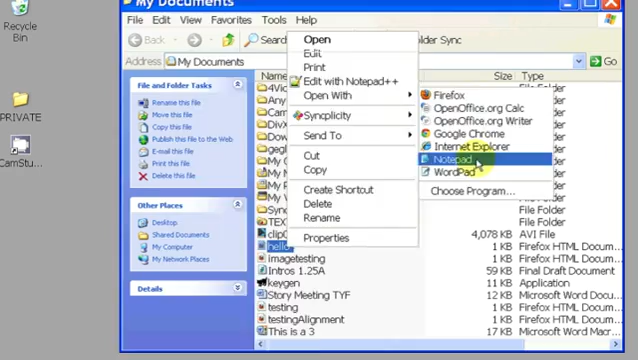 My Documents
File Edit View Favorites Tools Help
Back
Search
Folder Sync
Address
My Documents
Go
Recycle Bin
PRIVATE
CamStu...
File and Folder Tasks
Rename this file
Move this file
Copy this file
Publish this file to the Web
E-mail this file
Print this file
Delete this file
Other Places
Desktop
Shared Documents
My Computer
My Network Places
Details
Size Type
File Folder
File Folder
File Folder
clip
4,078 KB AVI File
hello
1 KB Firefox HTML Docum...
imagetesting
1 KB Firefox HTML Docum...
Intros 1.25A
59 KB Final Draft Document
keygen
11 KB Application
Story Meeting TYF
12 KB Microsoft Word Doc...
testing
1 KB Firefox HTML Docum...
testingAlignment
1 KB Firefox HTML Docum...
This is a 3
17 KB Microsoft Word Mac...
Open
Edit
Print
Edit with Notepad++
Open With
Syncplicity
Send To
Cut
Copy
Create Shortcut
Delete
Rename
Properties
Firefox
OpenOffice.org Calc
OpenOffice.org Writer
Google Chrome
Internet Explorer
Notepad
WordPad
Choose Program...